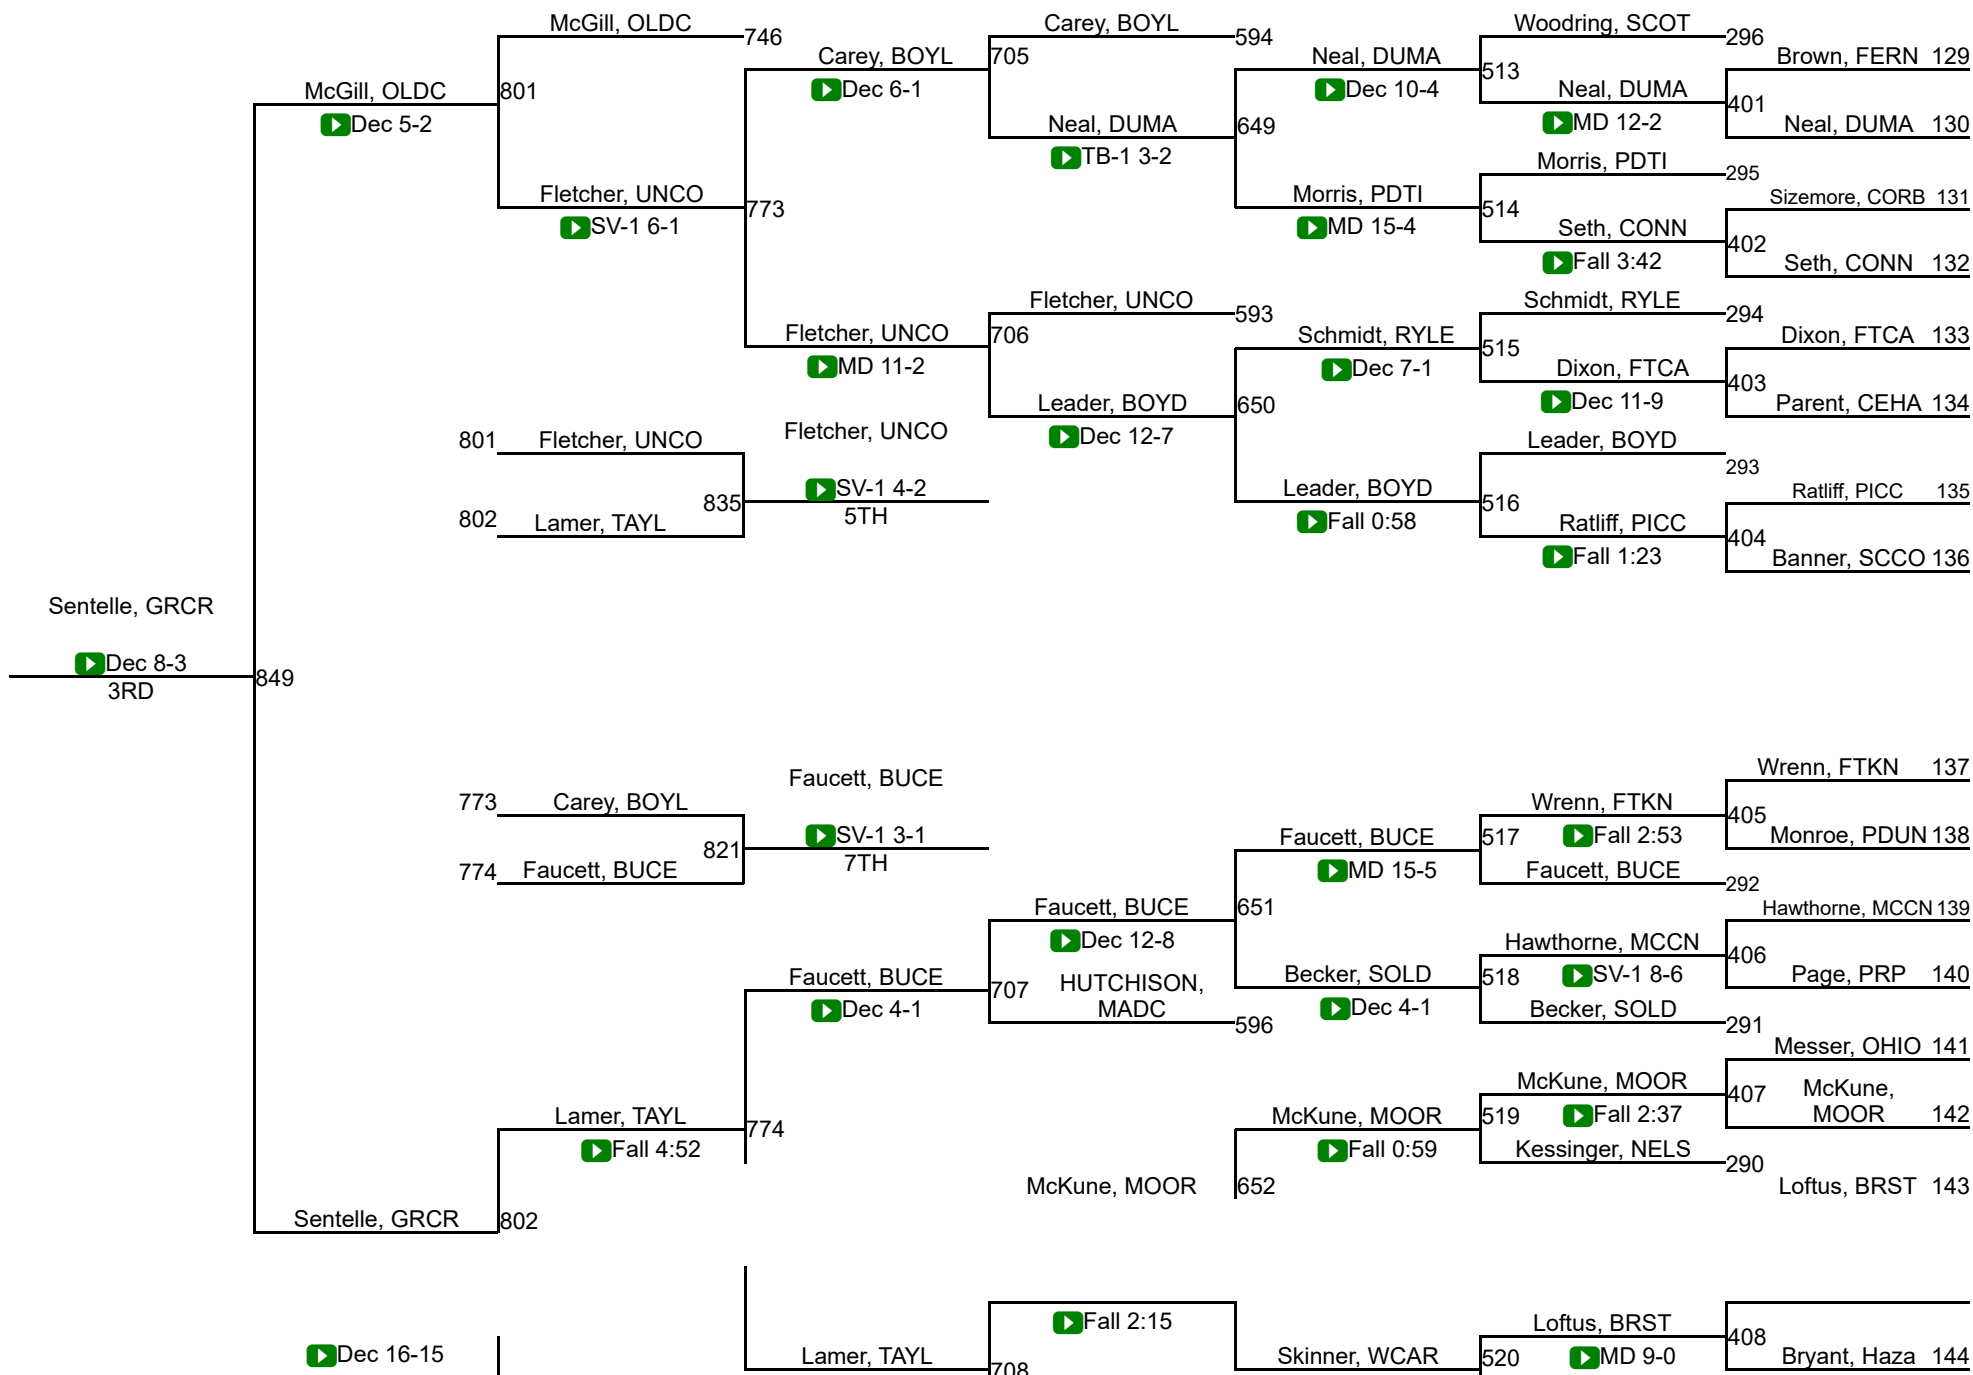 McGill, OLDC
746
Carey, BOYL
594
Woodring, SCOT
296
Carey, BOYL
705
Neal, DUMA
513
Brown, FERN 129
McGill, OLDC
801
Dec 6-1
Dec 10-4
Neal, DUMA
401
Dec 5-2
Neal, DUMA
649
MD 12-2
Neal, DUMA 130
TB-1 3-2
Morris, PDTI
295
Fletcher, UNCO
773
Morris, PDTI
514
Sizemore, CORB 131
SV-1 6-1
MD 15-4
Seth, CONN
402
Fall 3:42
Seth, CONN 132
Fletcher, UNCO
593
Schmidt, RYLE
294
Fletcher, UNCO
706
Schmidt, RYLE
515
Dixon, FTCA 133
MD 11-2
Dec 7-1
Dixon, FTCA
403
Leader, BOYD
650
Dec 11-9
Parent, CEHA 134
801
Fletcher, UNCO
Fletcher, UNCO
Dec 12-7
Leader, BOYD
293
835
SV-1 4-2
Leader, BOYD
516
Ratliff, PICC 135
802
Lamer, TAYL
5TH
Fall 0:58
Ratliff, PICC
404
Fall 1:23
Banner, SCCO 136
Sentelle, GRCR
Dec 8-3
849
3RD
Faucett, BUCE
Wrenn, FTKN 137
773
Carey, BOYL
Wrenn, FTKN
405
821
SV-1 3-1
Faucett, BUCE
517
Fall 2:53
Monroe, PDUN 138
774
Faucett, BUCE
7TH
MD 15-5
Faucett, BUCE
292
Faucett, BUCE
651
Hawthorne, MCCN 139
Dec 12-8
Hawthorne, MCCN
406
Faucett, BUCE
707
HUTCHISON,
MADC
Becker, SOLD
518
SV-1 8-6
Page, PRP 140
Dec 4-1
596
Dec 4-1
Becker, SOLD
291
Messer, OHIO 141
Lamer, TAYL
774
McKune, MOOR
519
McKune, MOOR
407
McKune,
MOOR 142
Fall 4:52
Fall 0:59
Fall 2:37
Kessinger, NELS
290
McKune, MOOR
652
Loftus, BRST 143
Sentelle, GRCR
802
Fall 2:15
Loftus, BRST
408
Dec 16-15
Lamer, TAYL
708
Skinner, WCAR
520
MD 9-0
Bryant, Haza 144